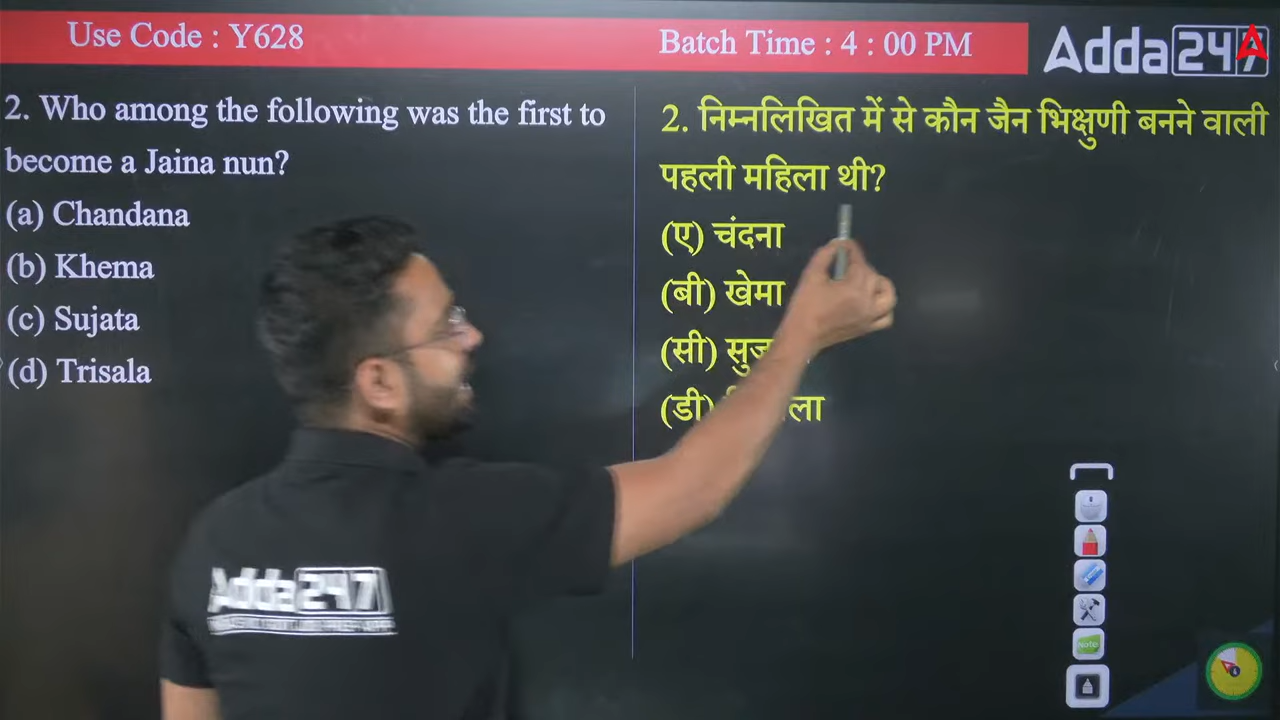 Use Code : Y628
Batch Time : 4 : 00 PM
Adda247
2. Who among the following was the first to
become a Jaina nun?
(a) Chandana
(b) Khema
(c) Sujata
(d) Trisala
2. निम्नलिखित में से कौन जैन भिक्षुणी बनने वाली
पहली महिला थी?
(ए) चंदना
(बी) खेमा
(सी)
(डी)
Adda247
Note